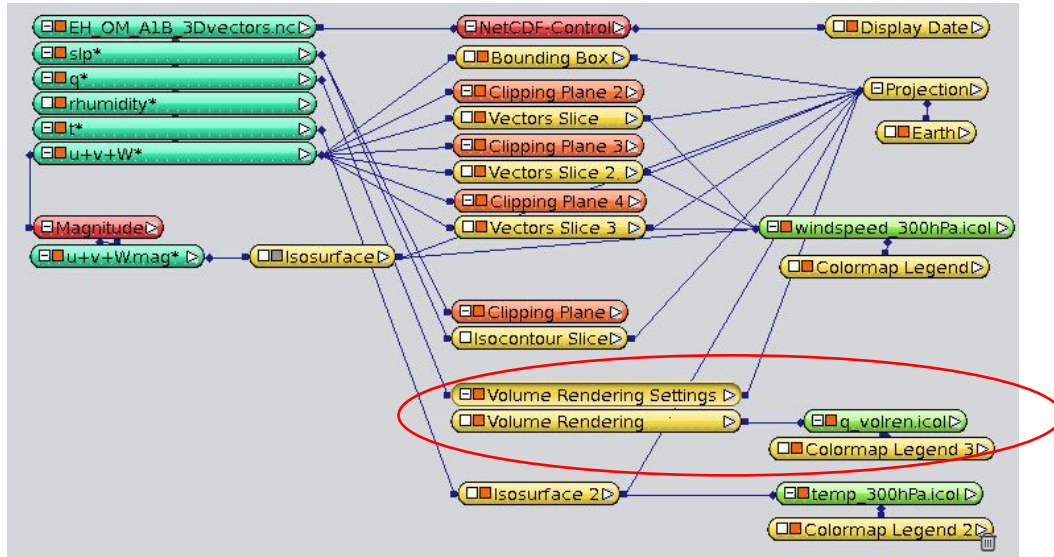 EH_OM_A1B_3Dvectors.nc
NetCDF-Control
Display Date
slp*
Bounding Box
q*
Clipping Plane 2
Projection
rhumidity*
Vectors Slice
t*
Earth
Clipping Plane 3
u+v+W*
Vectors Slice 2
Clipping Plane 4
Magnitude
Vectors Slice 3
windspeed_300hPa.icol
u+v+W.mag*
Isosurface
Colormap Legend
Clipping Plane
Isocontour Slice
Volume Rendering Settings
Volume Rendering
q_volren.icol
Colormap Legend 3
Isosurface 2
temp_300hPa.icol
Colormap Legend 2